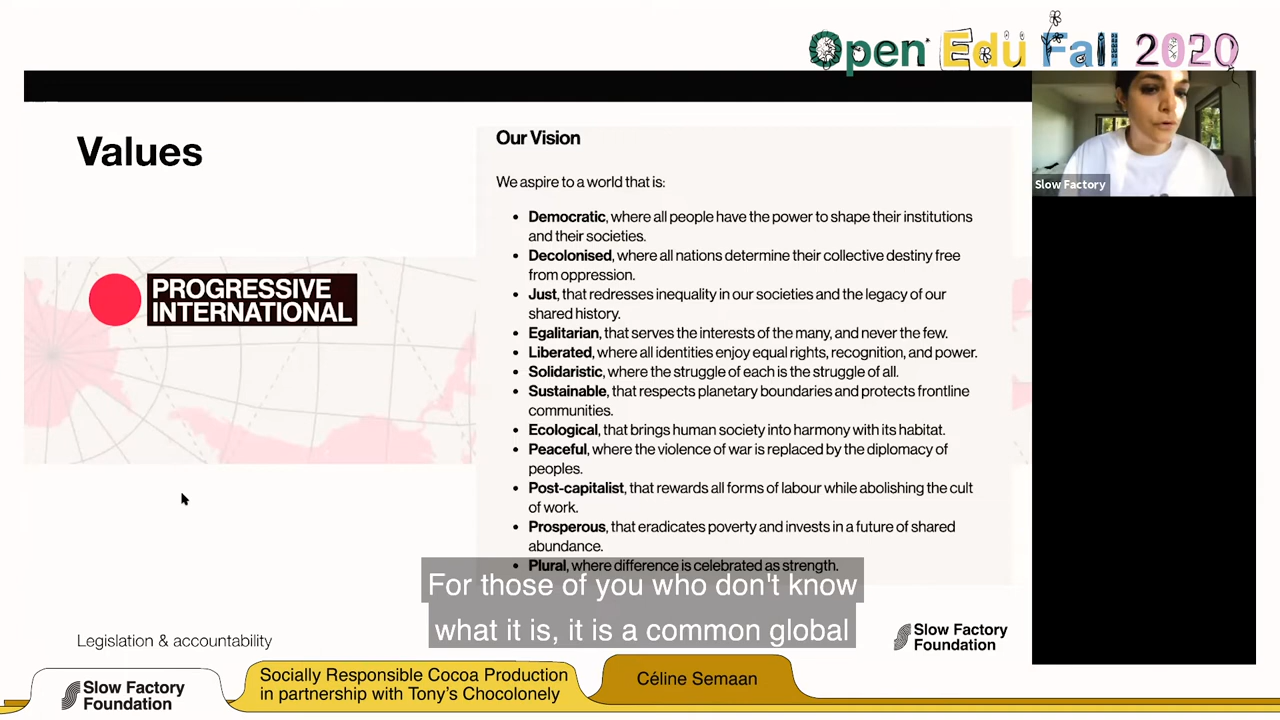 Open Edu Fall 2020
Values
PROGRESSIVE
INTERNATIONAL
Our Vision
We aspire to a world that is:
• Democratic, where all people have the power to shape their institutions
and their societies.
• Decolonised, where all nations determine their collective destiny free
from oppression.
• Just, that redresses inequality in our societies and the legacy of our
shared history.
• Egalitarian, that serves the interests of the many, and never the few.
• Liberated, where all identities enjoy equal rights, recognition, and power.
• Solidaristic, where the struggle of each is the struggle of all.
• Sustainable, that respects planetary boundaries and protects frontline
communities.
• Ecological, that brings human society into harmony with its habitat.
• Peaceful, where the violence of war is replaced by the diplomacy of
peoples.
• Post-capitalist, that rewards all forms of labour while abolishing the cult
of work.
• Prosperous, that eradicates poverty and invests in a future of shared
abundance.
• Plural, where difference is celebrated as strength.
Slow Factory
For those of you who don't know
what it is, it is a common global
Legislation & accountability
Slow Factory
Foundation
Slow Factory
Foundation
Socially Responsible Cocoa Production
in partnership with Tony's Chocolonely
Céline Semaan